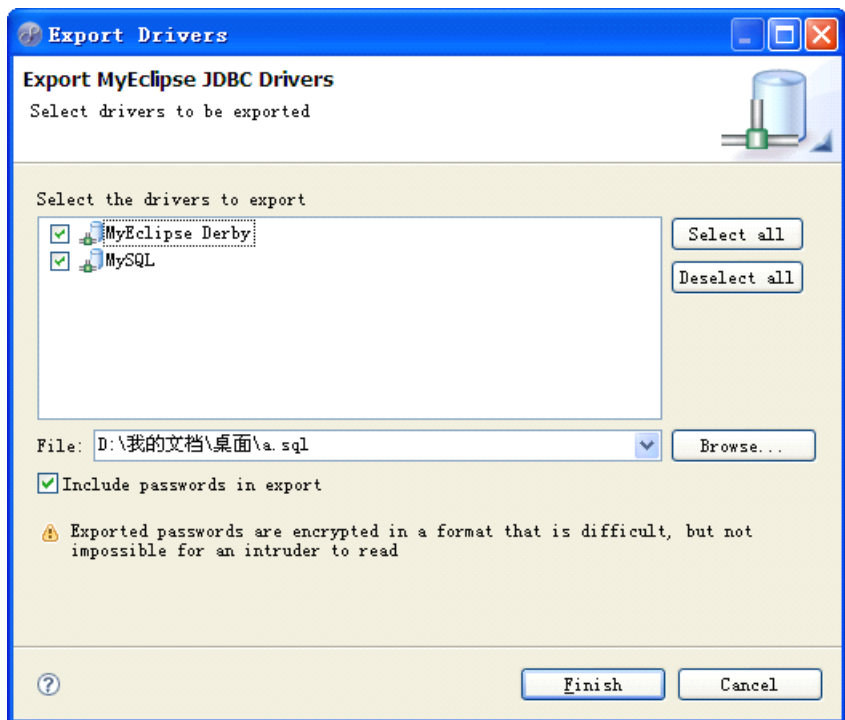 Export Drivers
Export MyEclipse JDBC Drivers
Select drivers to be exported
Select the drivers to export
MyEclipse Derby
MySQL
Select all
Deselect all
File: D:\我的文档\桌面\a.sql
Browse...
Include passwords in export
Exported passwords are encrypted in a format that is difficult, but not
impossible for an intruder to read
?
Finish
Cancel